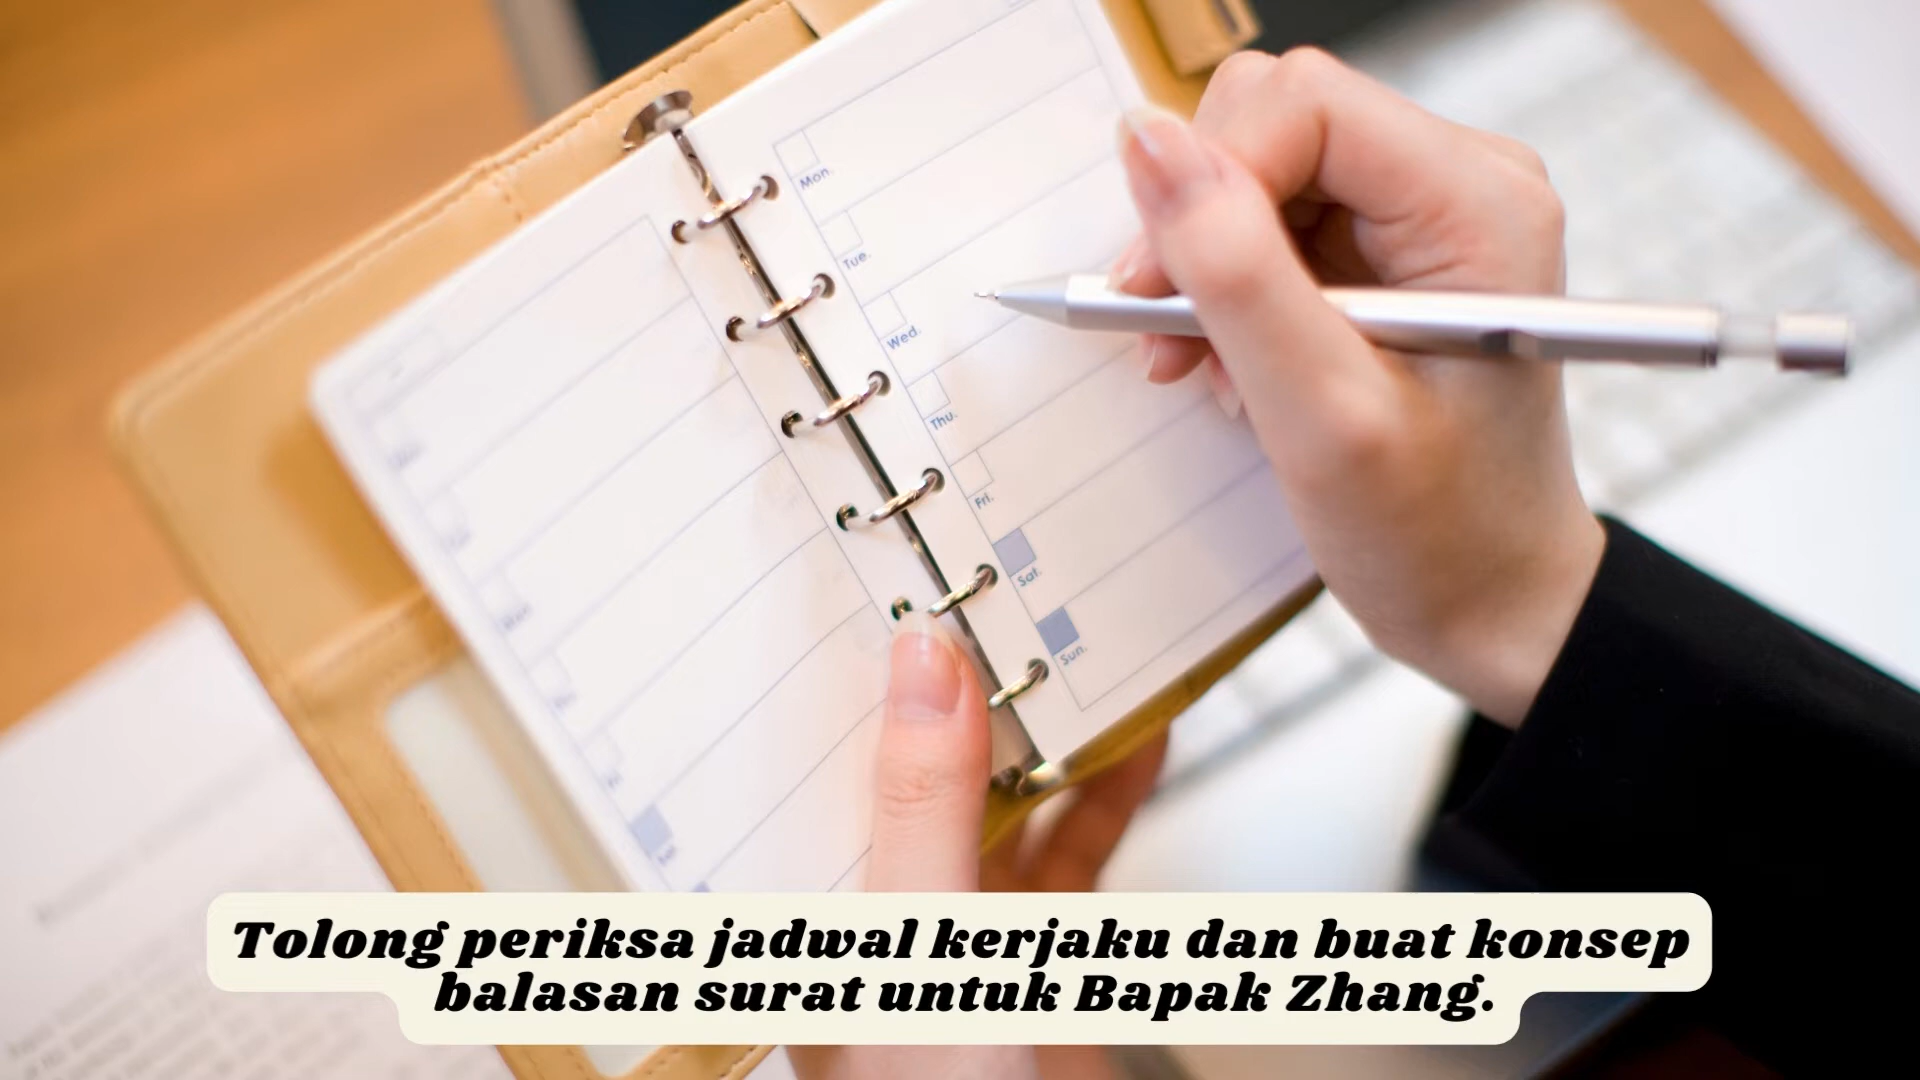 Mon.
Tue.
Wed.
Thu.
Fri.
Sat.
Sun.
Tolong periksa jadwal kerjaku dan buat konsep
balasan surat untuk Bapak Zhang.